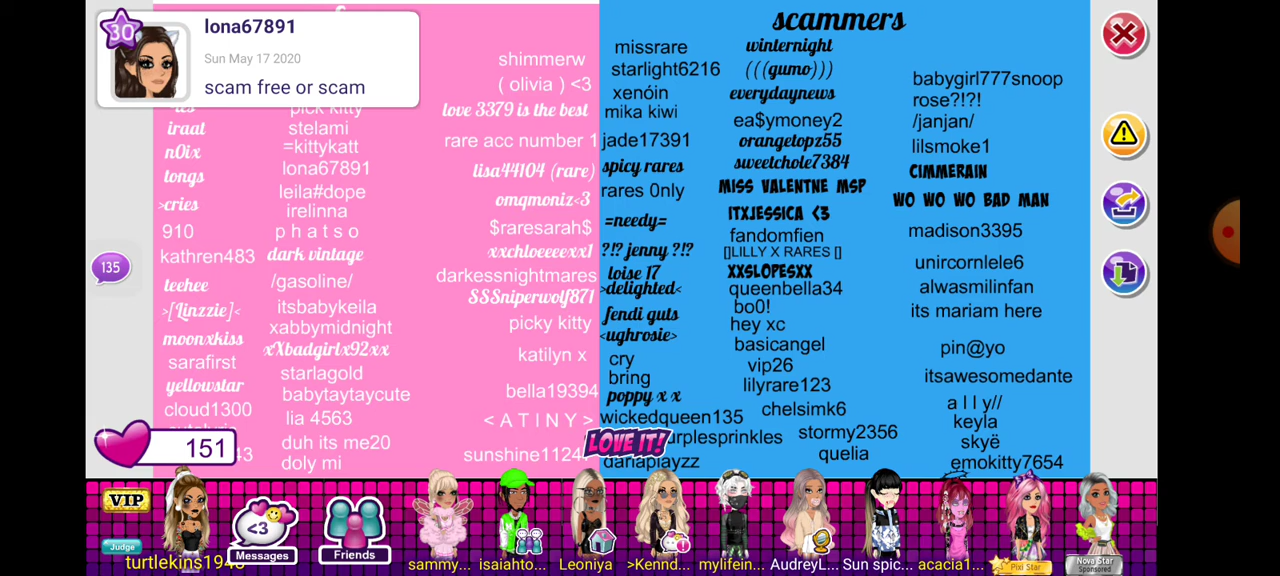 30
lona67891
Sun May 17 2020
scam free or scam
pick kitty
iraat
n0ix
tongs
>cries
910
kathren483
teehee
>[Linzzie]<
moonxkiss
sarafirst
yellowstar
cloud1300
151
135
stelami
=kittykatt
lona67891
leila#dope
irelinna
p h a t s o
dark vintage
/gasoline/
itsbabykeila
xabbymidnight
xXbadgirlx92xx
starlagold
babytaytaycute
lia 4563
duh its me20
doly mi
shimmerw
( olivia ) <3
love 3379 is the best
rare acc number 1
lisa44104 (rare)
omqmoniz<3
$raresarah$
xxchloeeeexx1
darkessnightmares
SSSniperwolf871
picky kitty
katilyn x
bella19394
< A T I N Y >
sunshine1124
scammers
missrare
starlight6216
xenóin
mika kiwi
jade17391
spicy rares
rares 0nly
=needy=
?!? jenny ?!?
loise 17
>delighted<
fendi guts
<ughrosie>
cry
bring
poppy x x
wickedqueen135
urplesprinkles
dariaplayzz
LOVE IT!
winternight
(((gumo)))
everydaynews
ea$ymoney2
orangetopz55
sweetchole7384
MISS VALENTNE MSP
ITXJESSICA <3
fandomfien
[]LILLY X RARES []
XXSLOPESXX
queenbella34
bo0!
hey xc
basicangel
vip26
lilyrare123
chelsimk6
stormy2356
quelia
babygirl777snoop
rose?!?!
/janjan/
lilsmoke1
CIMMERAIN
WO WO WO BAD MAN
madison3395
unircornlele6
alwasmilinfan
its mariam here
pin@yo
itsawesomedante
a l l y//
keyla
skyë
emokitty7654
VIP
Judge
turtlekins194
<3
Messages
Friends
sammy...
isaiahto...
Leoniya
>Kennd...
mylifein...
AudreyL...
Sun spic...
acacia1...
Pixi Star
Nova Star
Sponsored